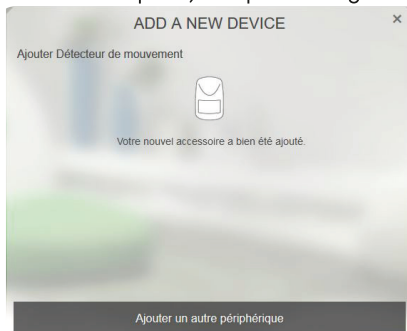 ADD A NEW DEVICE
×
Ajouter Détecteur de mouvement
Votre nouvel accessoire a bien été ajouté.
Ajouter un autre périphérique